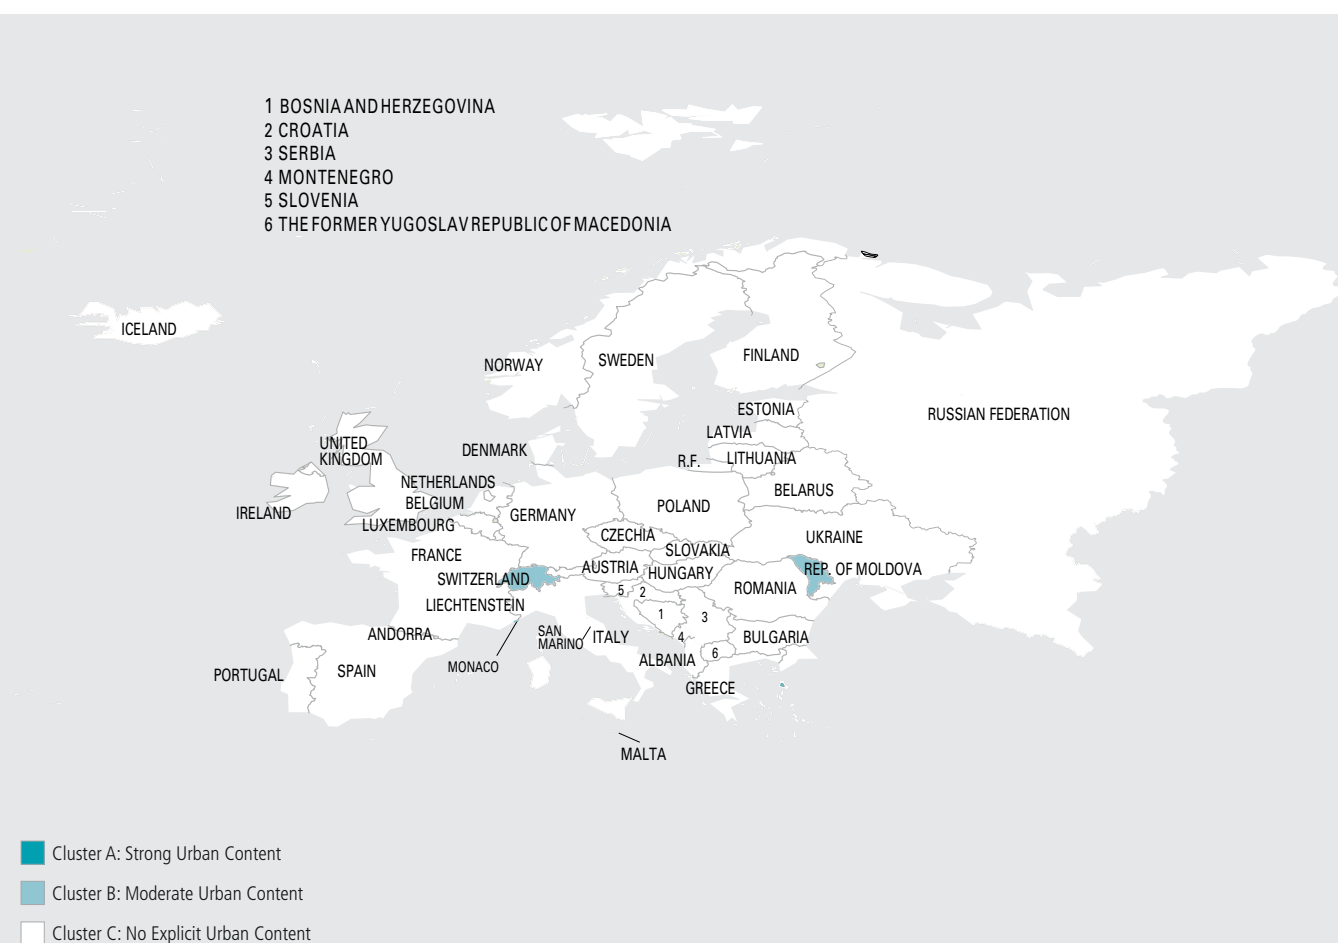 1 BOSNIA AND HERZEGOVINA
2 CROATIA
3 SERBIA
4 MONTENEGRO
5 SLOVENIA
6 THE FORMER YUGOSLAV REPUBLIC OF MACEDONIA
ICELAND
NORWAY
SWEDEN
FINLAND
RUSSIAN FEDERATION
ESTONIA
LATVIA
UNITED
KINGDOM
DENMARK
R.F.
LITHUANIA
NETHERLANDS
BELARUS
BELGIUM
POLAND
IRELAND
LUXEMBOURG
GERMANY
CZECHIA
UKRAINE
SLOVAKIA
FRANCE
AUSTRIA
REP. OF MOLDOVA
SWITZERLAND
HUNGARY
ROMANIA
5
2
LIECHTENSTEIN
1
3
ANDORRA
SAN
MARINO
ITALY
4
BULGARIA
6
MONACO
ALBANIA
PORTUGAL
SPAIN
GREECE
MALTA
Cluster A: Strong Urban Content
Cluster B: Moderate Urban Content
Cluster C: No Explicit Urban Content